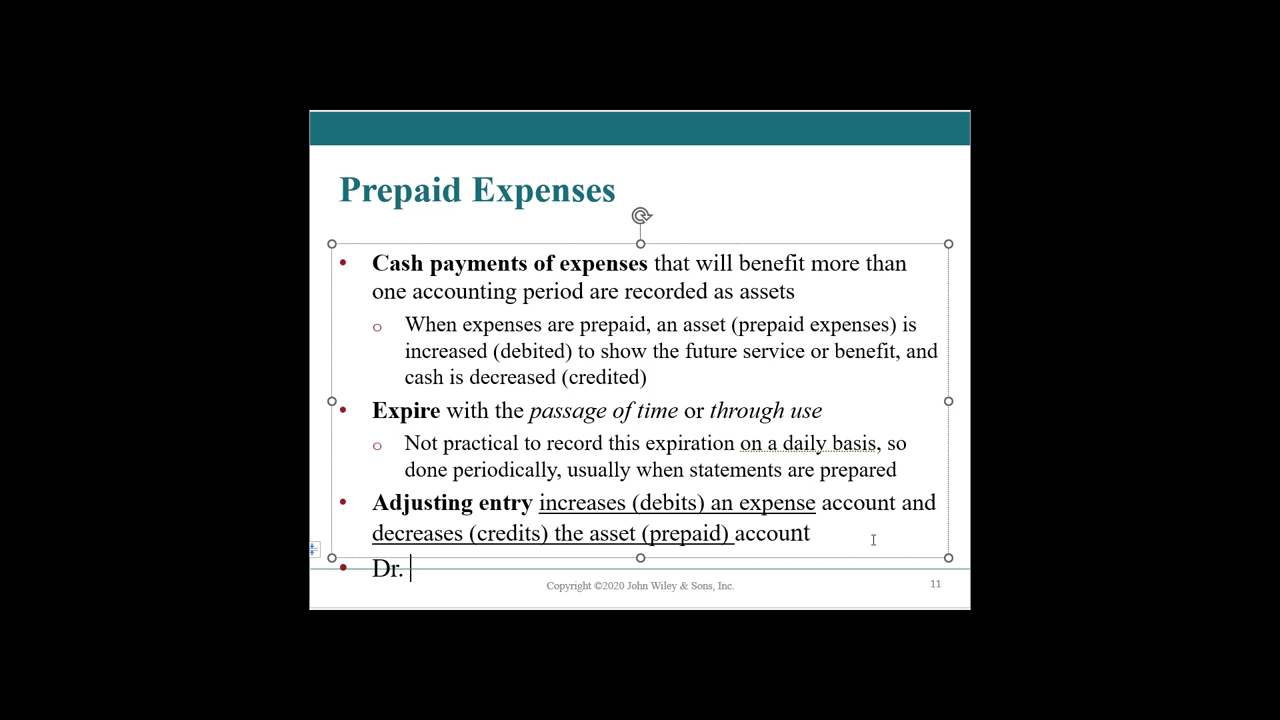 Prepaid Expenses
• Cash payments of expenses that will benefit more than
one accounting period are recorded as assets
o When expenses are prepaid, an asset (prepaid expenses) is
increased (debited) to show the future service or benefit, and
cash is decreased (credited)
• Expire with the passage of time or through use
o Not practical to record this expiration on a daily basis, so
done periodically, usually when statements are prepared
• Adjusting entry increases (debits) an expense account and
decreases (credits) the asset (prepaid) account
• Dr.
Copyright ©2020 John Wiley & Sons, Inc.
11